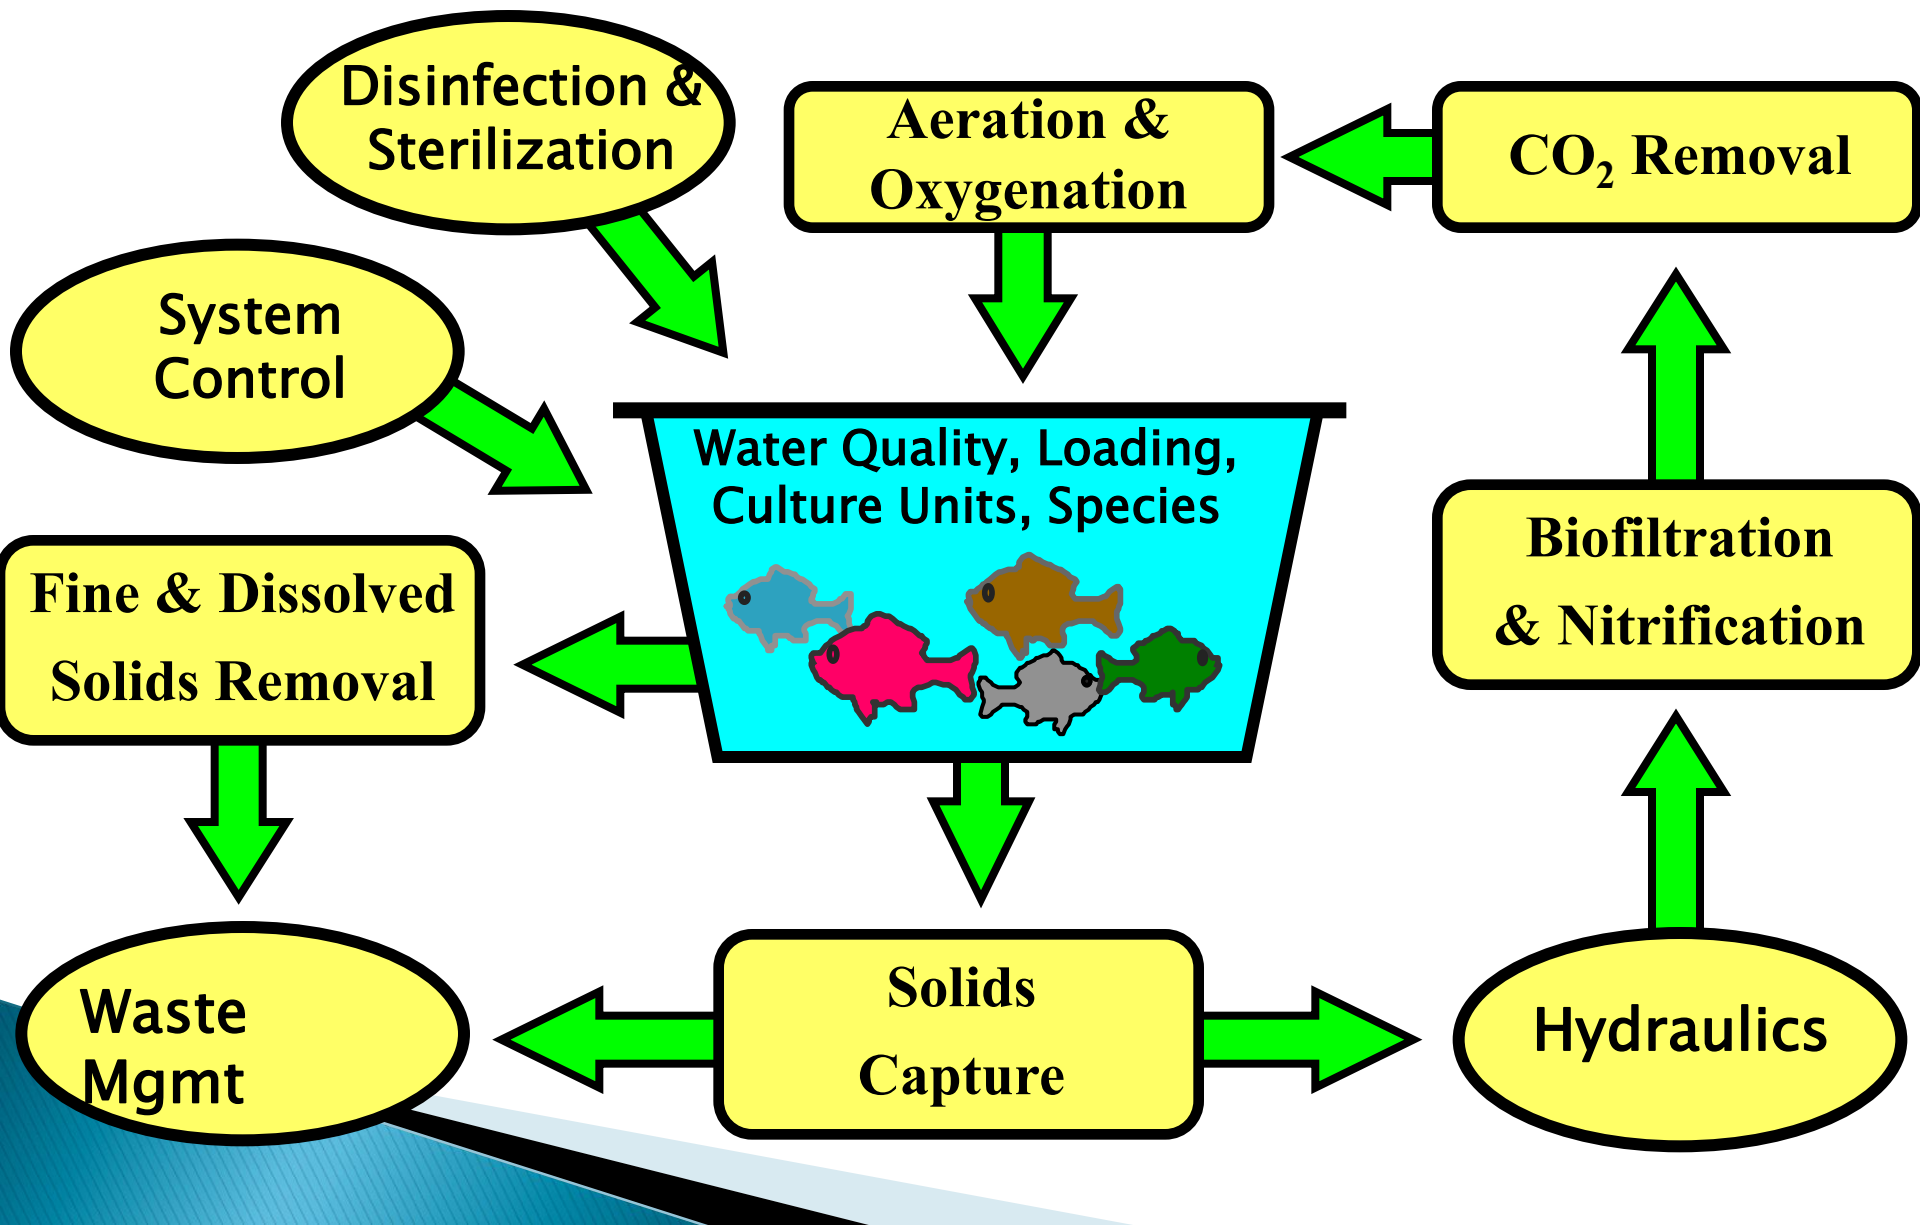 Disinfection &
Sterilization
Aeration &
Oxygenation
CO₂ Removal
System
Control
Water Quality, Loading,
Culture Units, Species
Fine & Dissolved
Solids Removal
Biofiltration
& Nitrification
Waste
Mgmt
Solids
Capture
Hydraulics